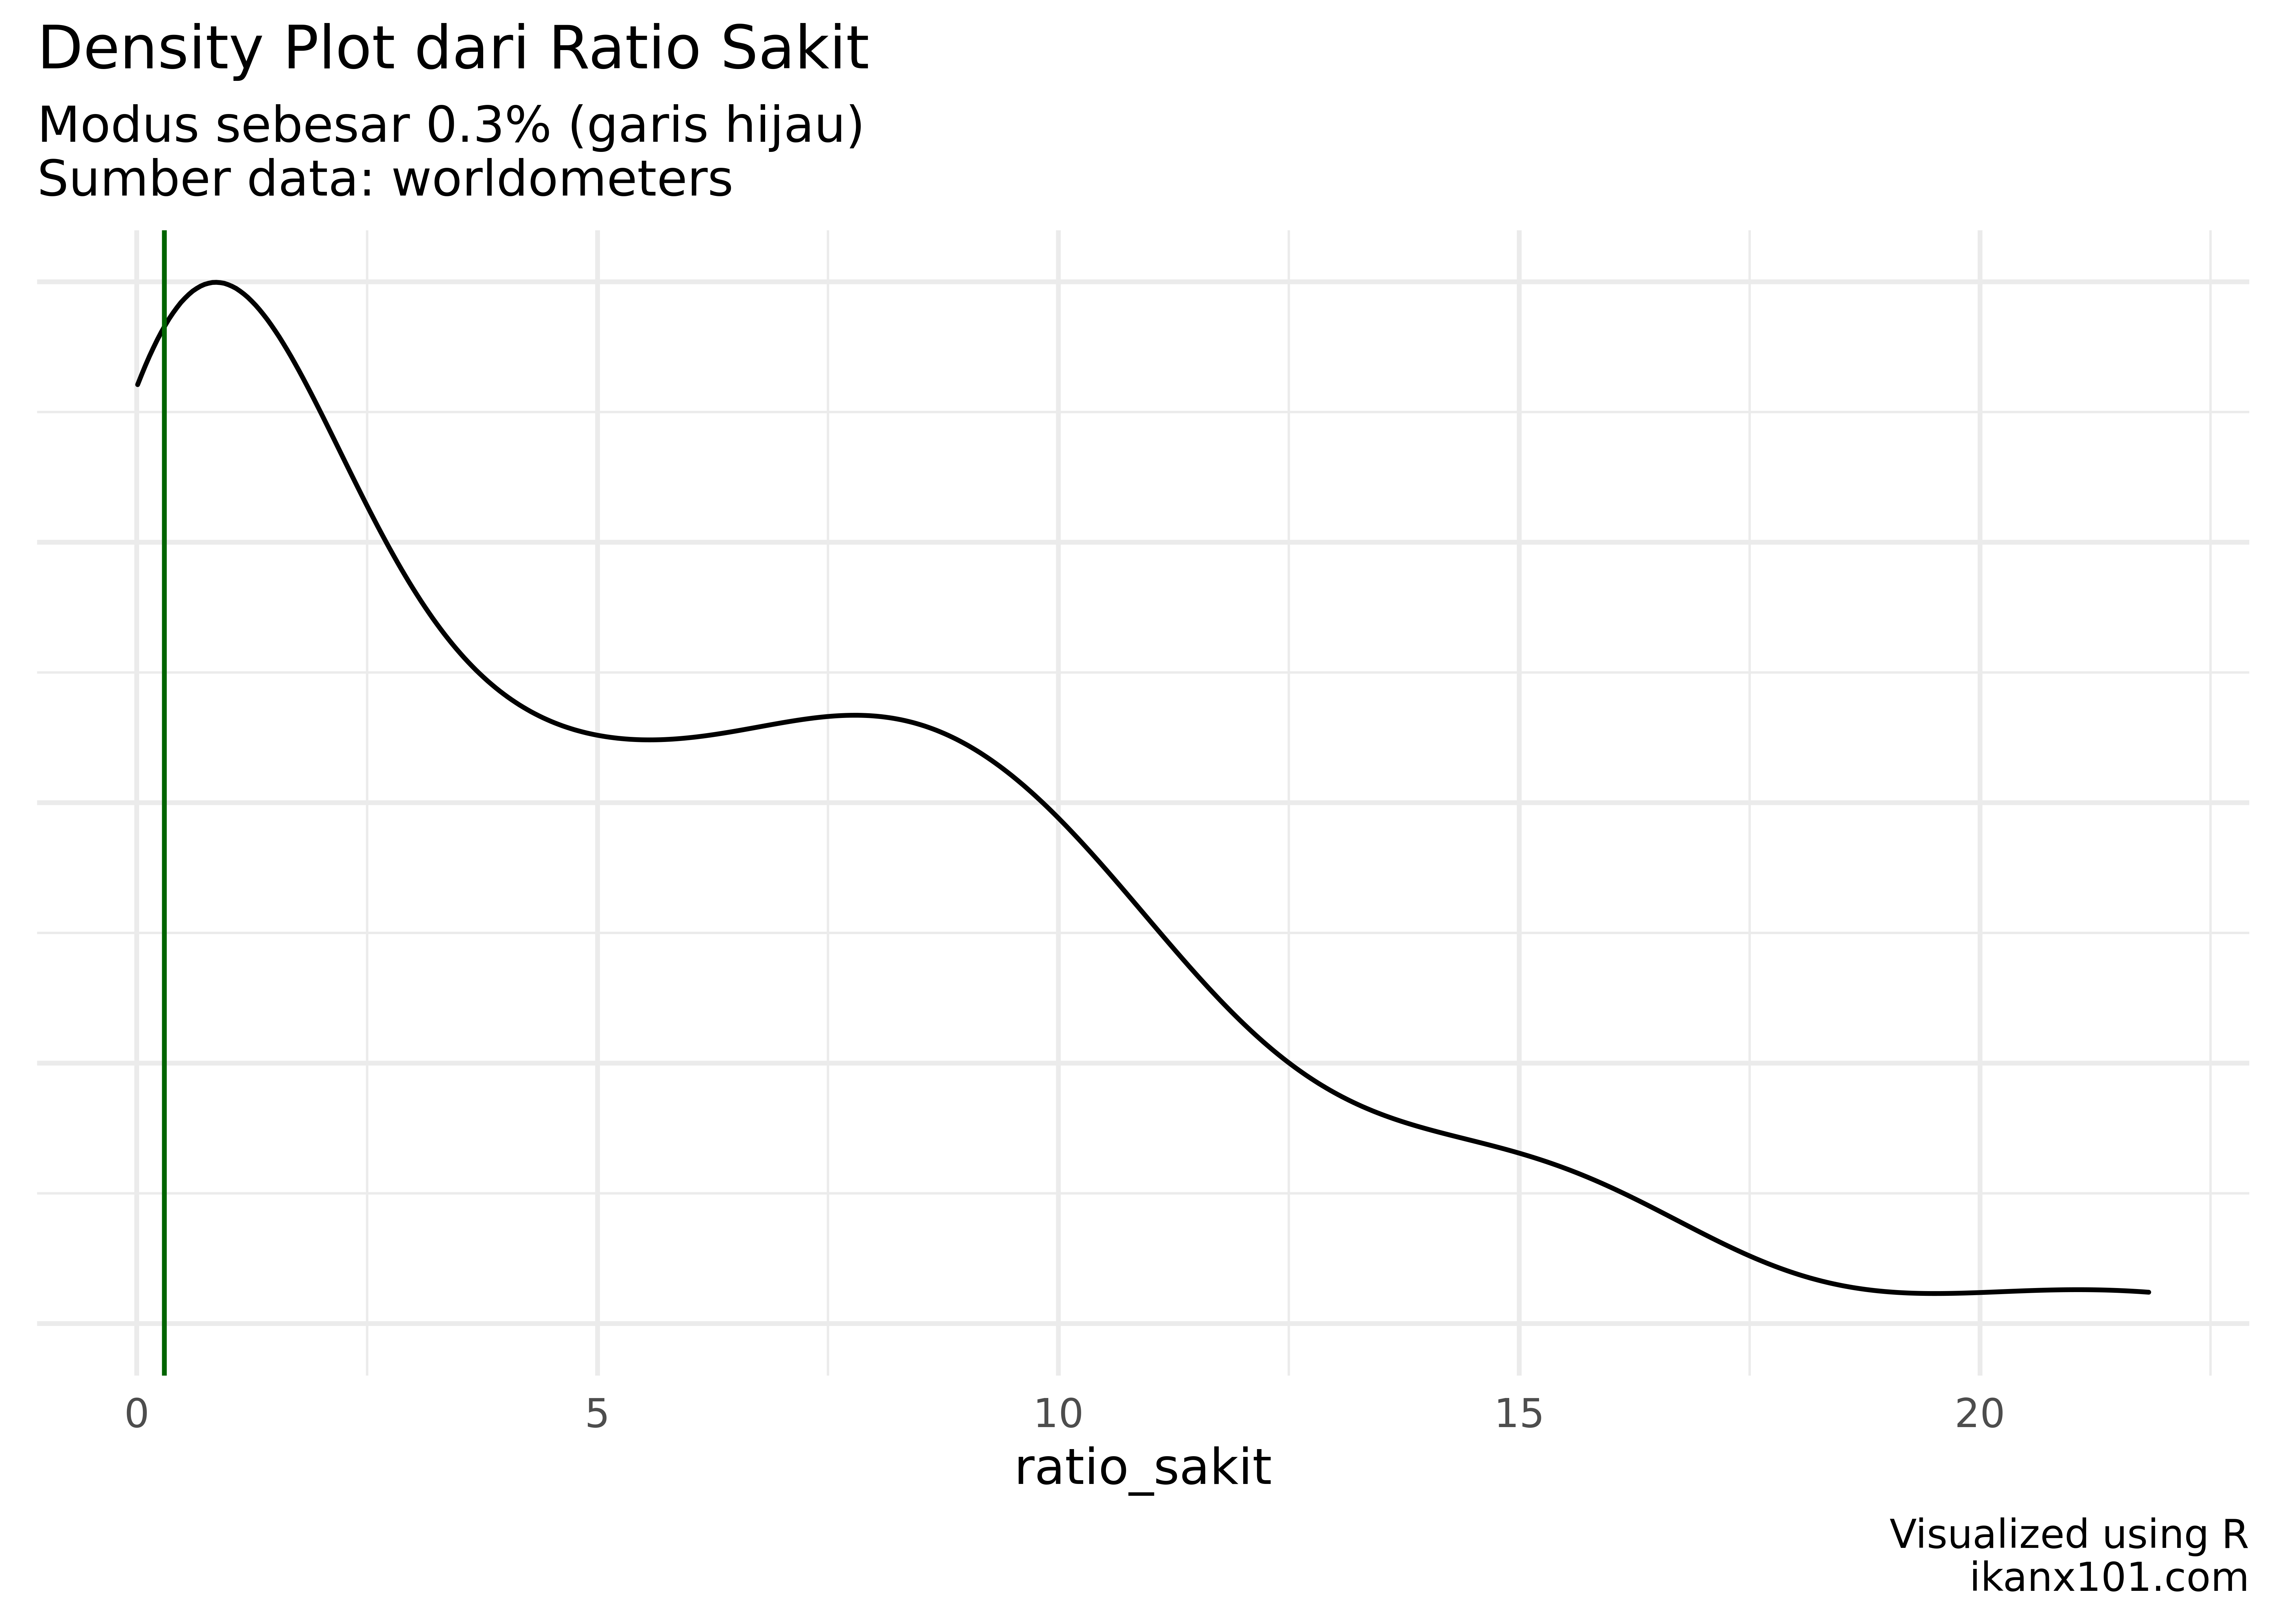 Density Plot dari Ratio Sakit
Modus sebesar 0.3% (garis hijau)
Sumber data: worldometers
0 5 10 15 20
ratio_sakit
Visualized using R
ikanx101.com